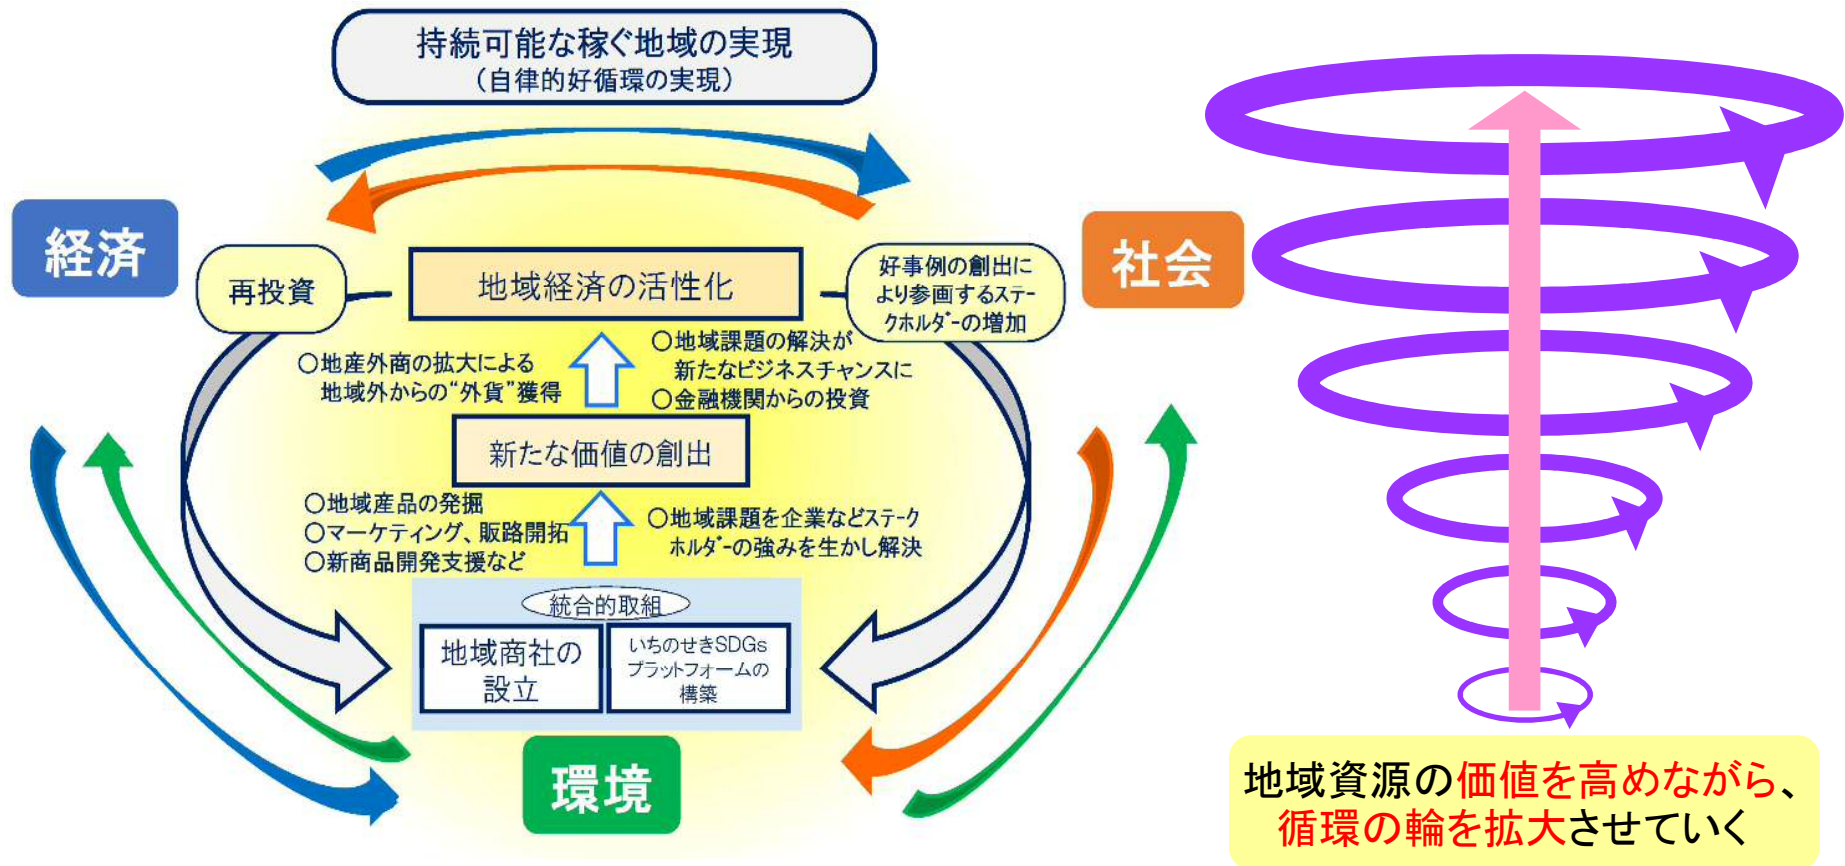 持続可能な稼ぐ地域の実現
（自律的好循環の実現）
経済
社会
再投資
地域経済の活性化
好事例の創出に
より参画するステー
クホルダーの増加
○地産外商の拡大による
地域外からの“外貨”獲得
○地域課題の解決が
新たなビジネスチャンスに
○金融機関からの投資
新たな価値の創出
○地域産品の発掘
○マーケティング、販路開拓
○新商品開発支援など
○地域課題を企業などステーク
ホルダーの強みを生かし解決
統合的取組
地域商社の
設立
いちのせきSDGs
プラットフォームの
構築
環境
地域資源の価値を高めながら、
循環の輪を拡大させていく